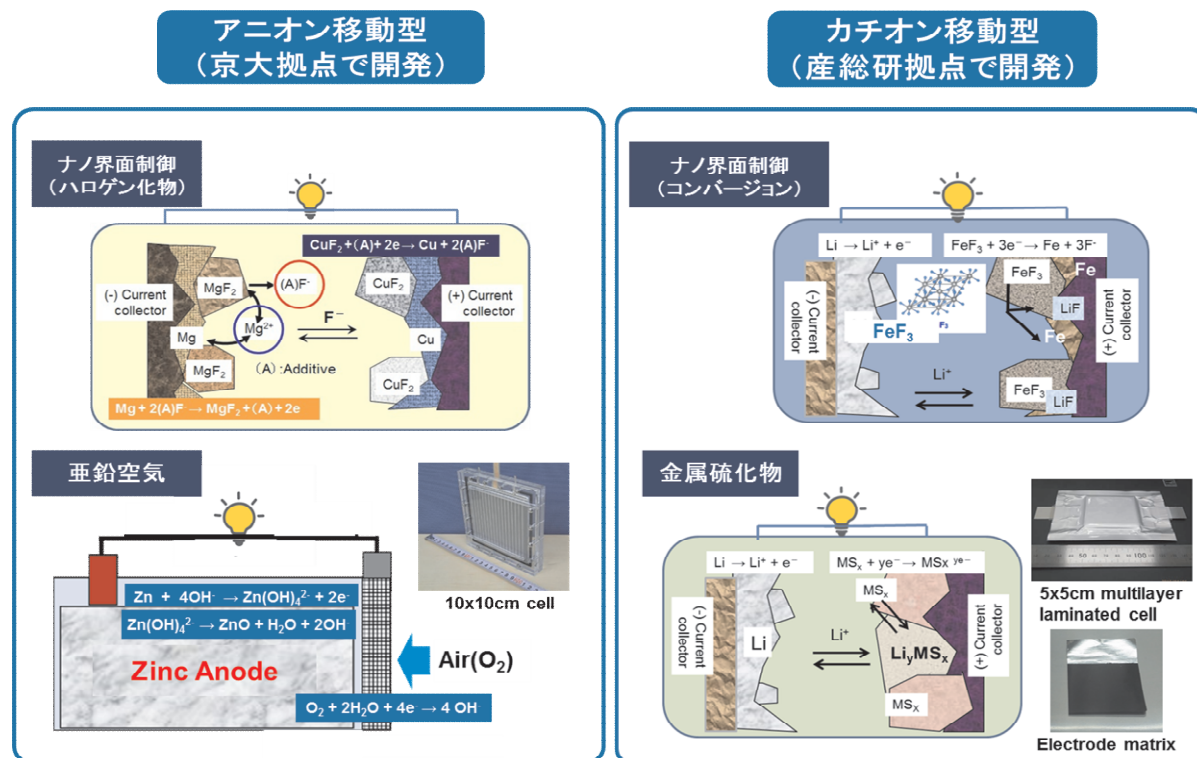 アニオン移動型
（京大拠点で開発）
ナノ界面制御
（ハロゲン化物）
CuF₂ +(A)+ 2e → Cu + 2(A)F⁻
MgF₂
(A)F⁻
CuF₂
(-) Current
collector
(+) Current
collector
Mg²⁺
F⁻
Mg
Cu
MgF₂
(A) :Additive
CuF₂
Mg + 2(A)F⁻→ MgF₂ +(A) + 2e
亜鉛空気
10x10cm cell
Zn + 4OH⁻ → Zn(OH)₄²⁻ + 2e⁻
Zn(OH)₄²⁻ → ZnO + H₂O + 2OH⁻
Zinc Anode
Air(O₂)
O₂ + 2H₂O + 4e⁻ → 4 OH⁻
カチオン移動型
（産総研拠点で開発）
ナノ界面制御
（コンバージョン）
Li → Li⁺ + e⁻
FeF₃ + 3e⁻→ Fe + 3F⁻
FeF₃
Fe
(-) Current
collector
(+) Current
collector
LiF
FeF₃
F₃
Fe
Li⁺
FeF₃
LiF
金属硫化物
Li → Li⁺ + e⁻
MSₓ + ye⁻ → MSx ʸᵉ⁻
MSₓ
(-) Current
collector
(+) Current
collector
Li
Li⁺
LiᵧMSₓ
MSₓ
5x5cm multilayer
laminated cell
Electrode matrix